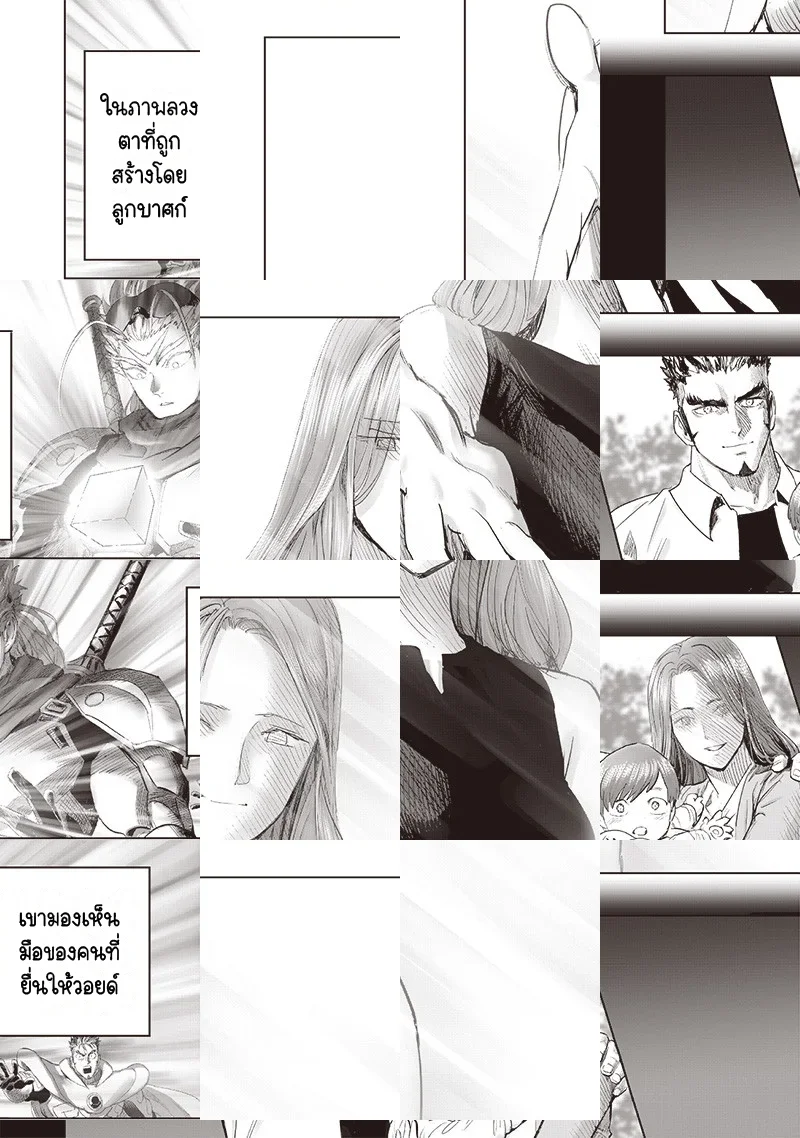 ในภาพลวง
ตาที่ถูก
สร้างโดย
ลูกบาศก์
เขามองเห็น
มือของคนที่
ยื่นให้วอยด์